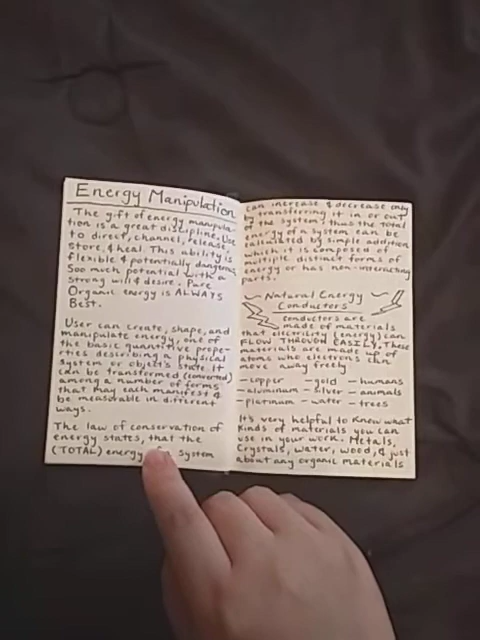 Energy Manipulation
The gift of energy manipula-
tion is a great discipline. Use
to direct, channel, release
store, & heal. This ability is
flexible & potentially dangerous
Soo much potential with a
strong will & desire. Pure
Organic energy is ALWAYS
Best.
User can create, shape, and
manipulate energy, one of
the basic quantitive prope-
rties describing a physical
system or object's state. It
can be transformed (converted)
among a number of forms
that may each manifest &
be measurable in different
ways.
The law of conservation of
energy states, that the
(TOTAL) energy system
can increase & decrease only
by transferring it in or out
of the system, thus the total
energy of a system can be
calculated by simple addition
which it is composed of
multiple distinct forms of
energy or has non-interacting
parts.
Natural Energy
Conductors
conductors are
made of materials
that electricity (energy) can
FLOW THROUGH EASILY, These
materials are made up of
atoms who electrons can
move away freely
- copper - gold - humans
- aluminum - silver - animals
- platinum - water - trees
It's very helpful to Know what
Kinds of materials you can
use in your work. Metals,
Crystals, water, wood, & just
about any organic materials